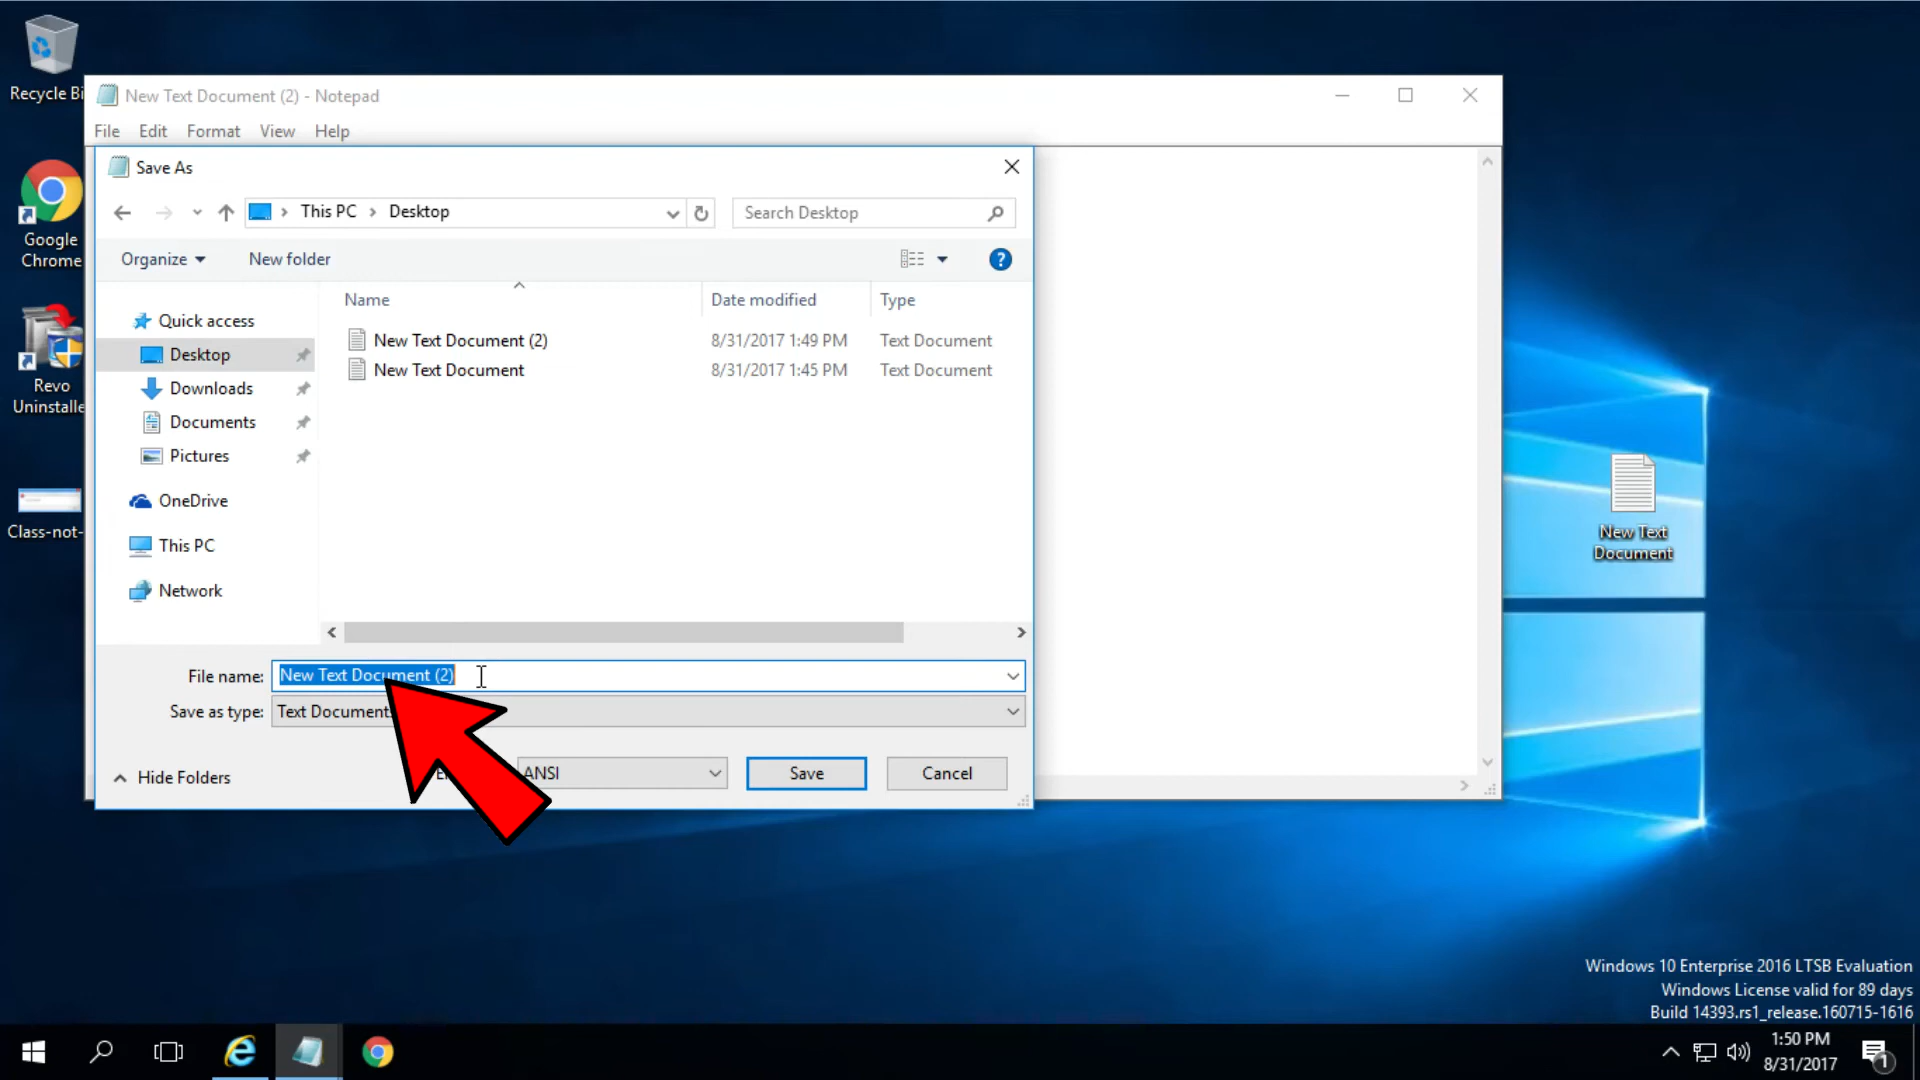 Recycle Bi
New Text Document (2) - Notepad
File Edit Format View Help
Save As
This PC > Desktop
Search Desktop
Organize
New folder
?
Google
Chrome
Name
Date modified
Type
Quick access
New Text Document (2)
8/31/2017 1:49 PM
Text Document
Desktop
New Text Document
8/31/2017 1:45 PM
Text Document
Downloads
Documents
Pictures
Revo
Uninstalle
OneDrive
Class-not-
This PC
Network
New Text
Document
File name: New Text Document (2)
Save as type: Text Document
Hide Folders
ANSI
Save
Cancel
Windows 10 Enterprise 2016 LTSB Evaluation
Windows License valid for 89 days
Build 14393.rs1_release.160715-1616
1:50 PM
8/31/2017
1